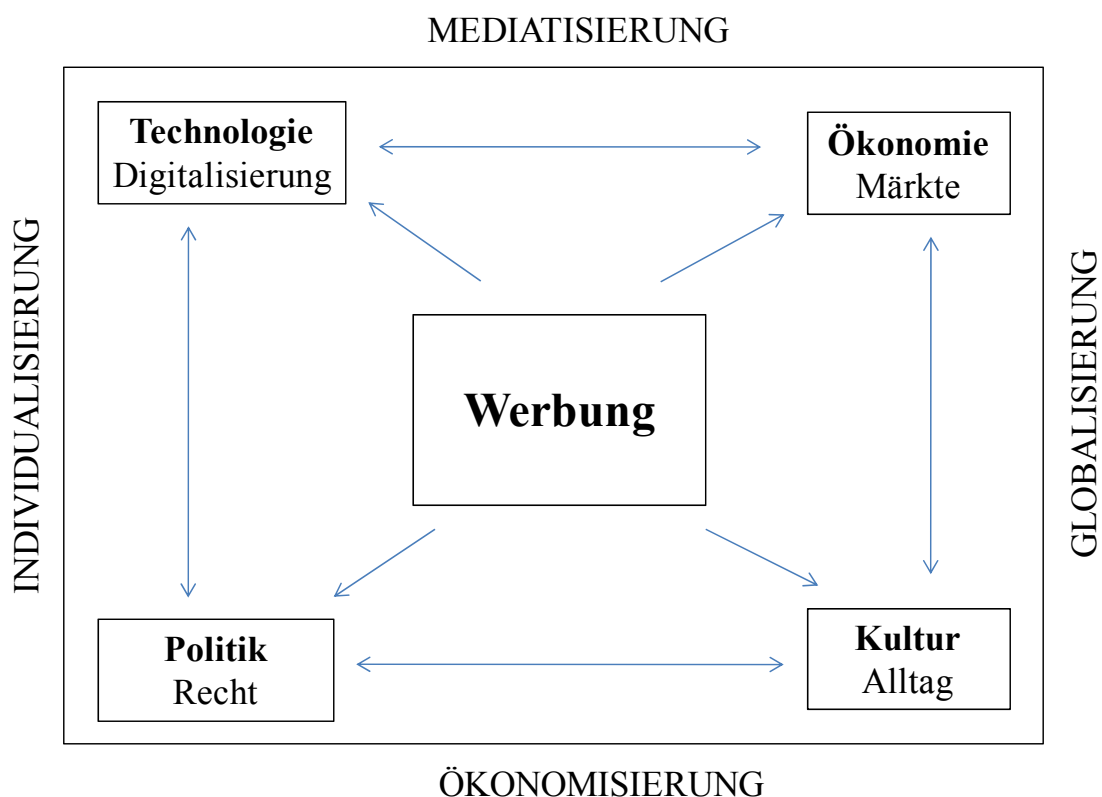 MEDIATISIERUNG
Technologie
Digitalisierung
Ökonomie
Märkte
INDIVIDUALISIERUNG
GLOBALISIERUNG
Werbung
Politik
Recht
Kultur
Alltag
ÖKONOMISIERUNG